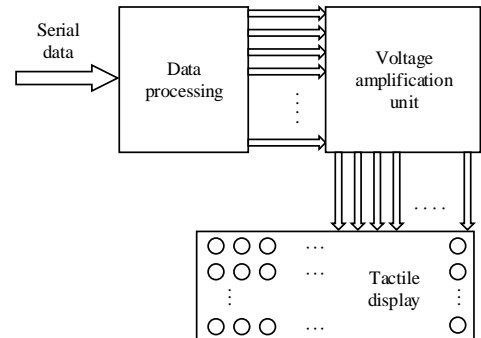 Serial
data
Data
processing
Voltage
amplification
unit
Tactile
display